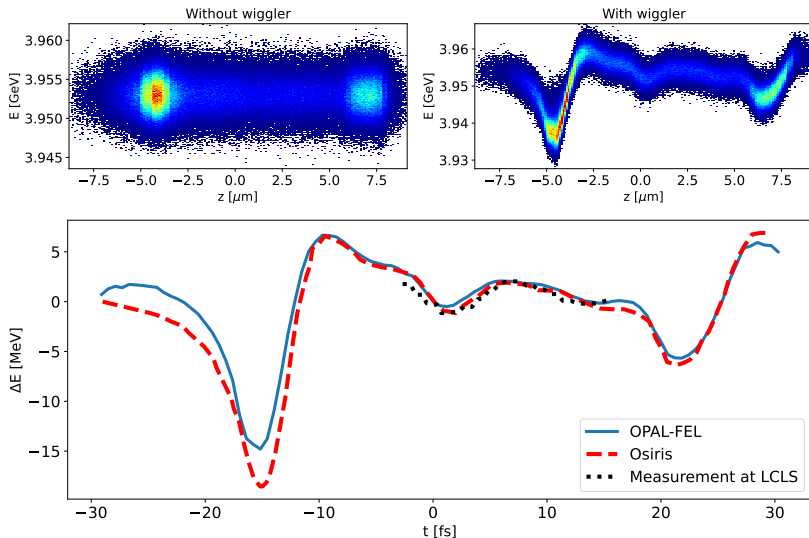 Without wiggler
With wiggler
3.960
3.955
3.950
3.945
E [GeV]
−7.5 −5.0 −2.5 0.0 2.5 5.0 7.5
z [μm]
3.96
3.95
3.94
3.93
E [GeV]
−7.5 −5.0 −2.5 0.0 2.5 5.0 7.5
z [μm]
5
0
−5
−10
−15
ΔE [MeV]
OPAL-FEL
Osiris
Measurement at LCLS
−30 −20 −10 0 10 20 30
t [fs]